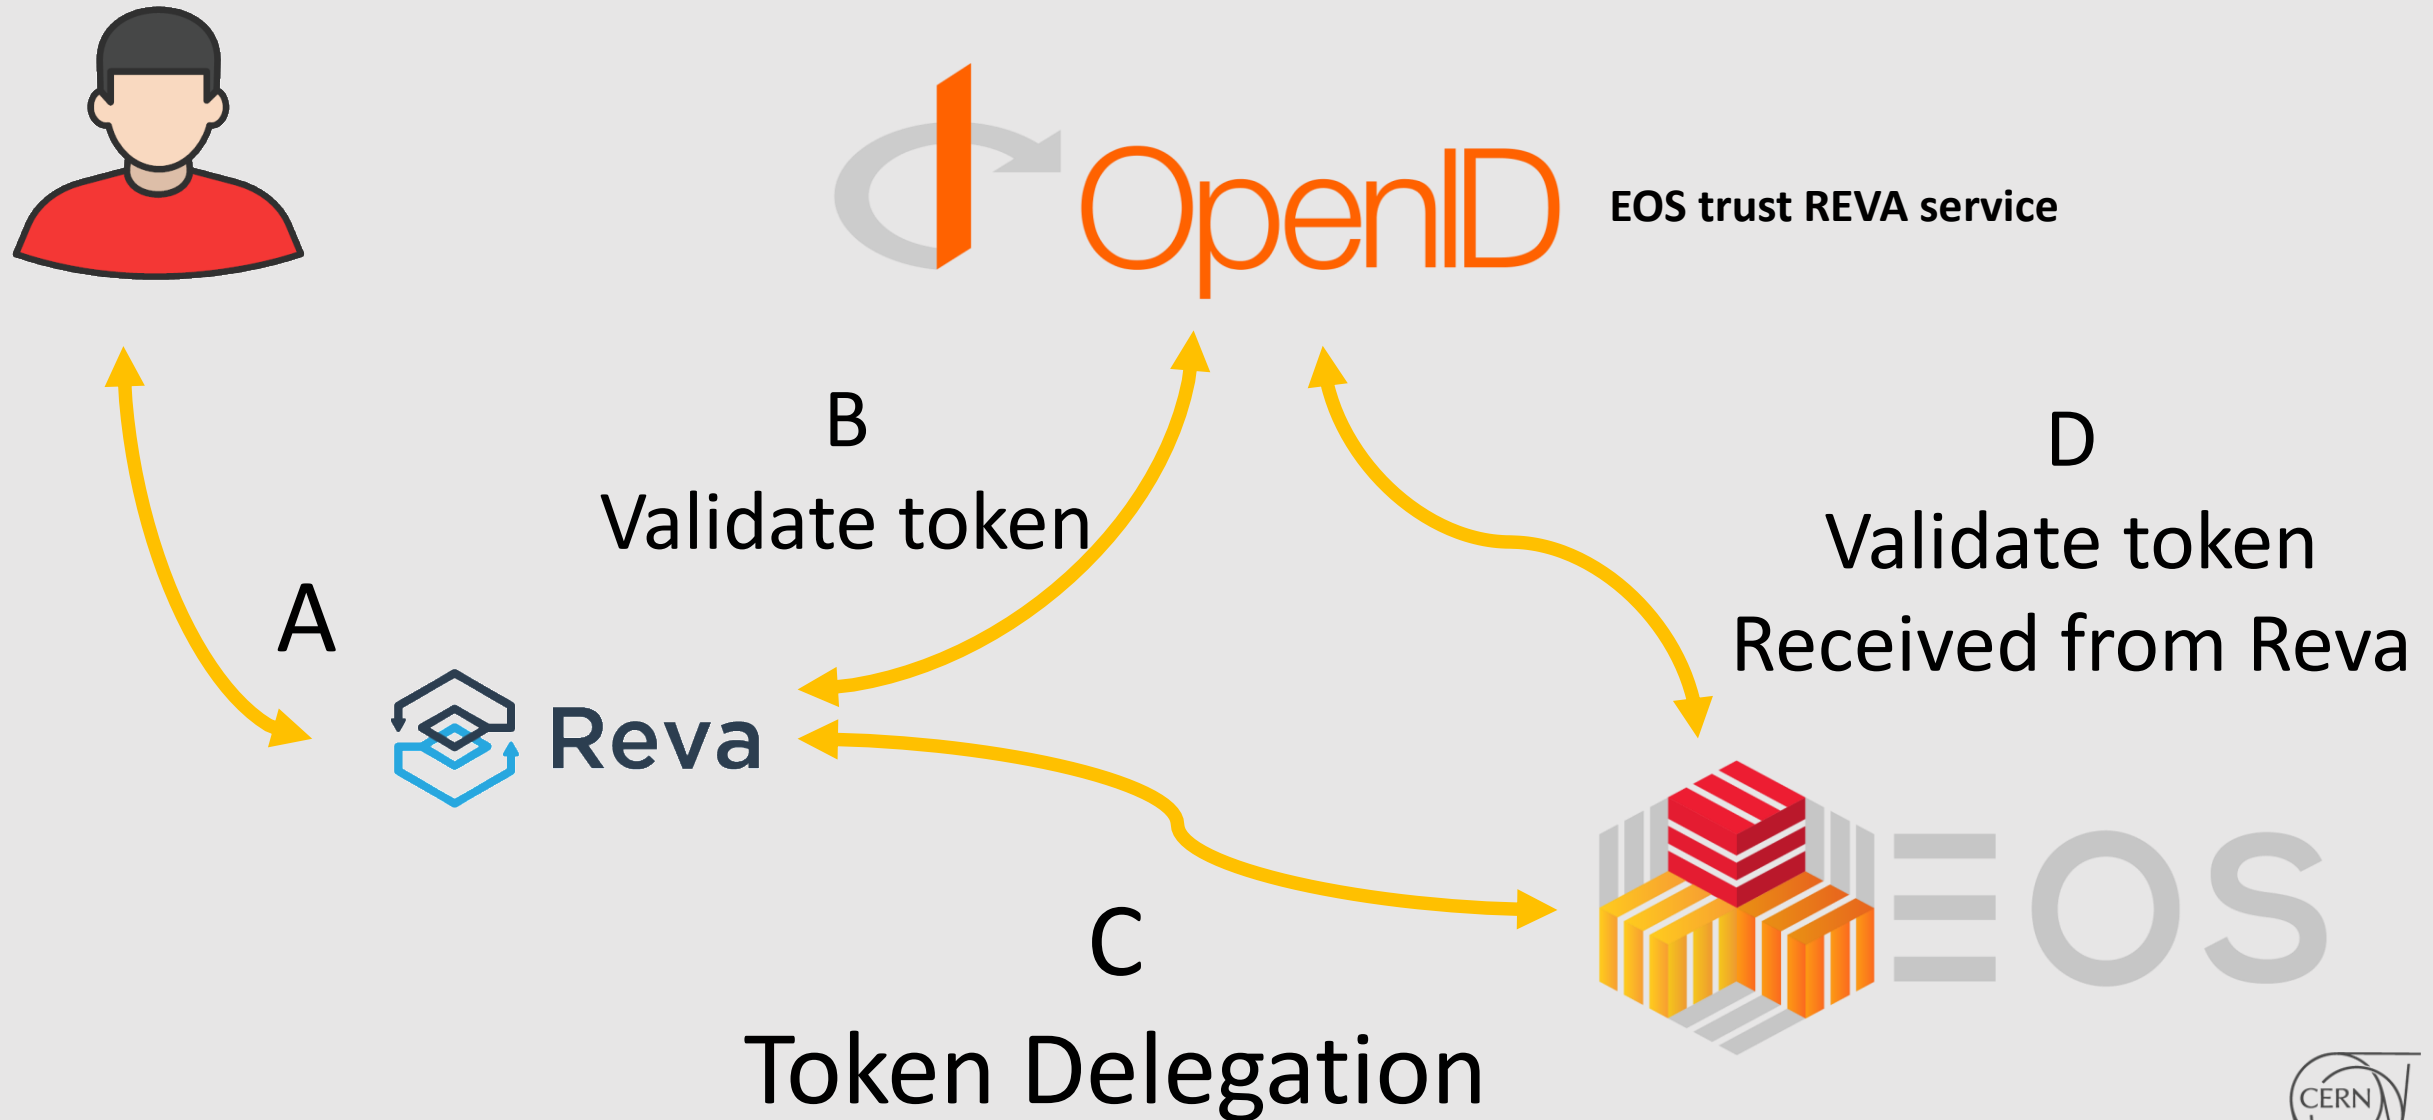 OpenID
EOS trust REVA service
B
Validate token
D
Validate token
Received from Reva
A
Reva
EOS
C
Token Delegation
CERN